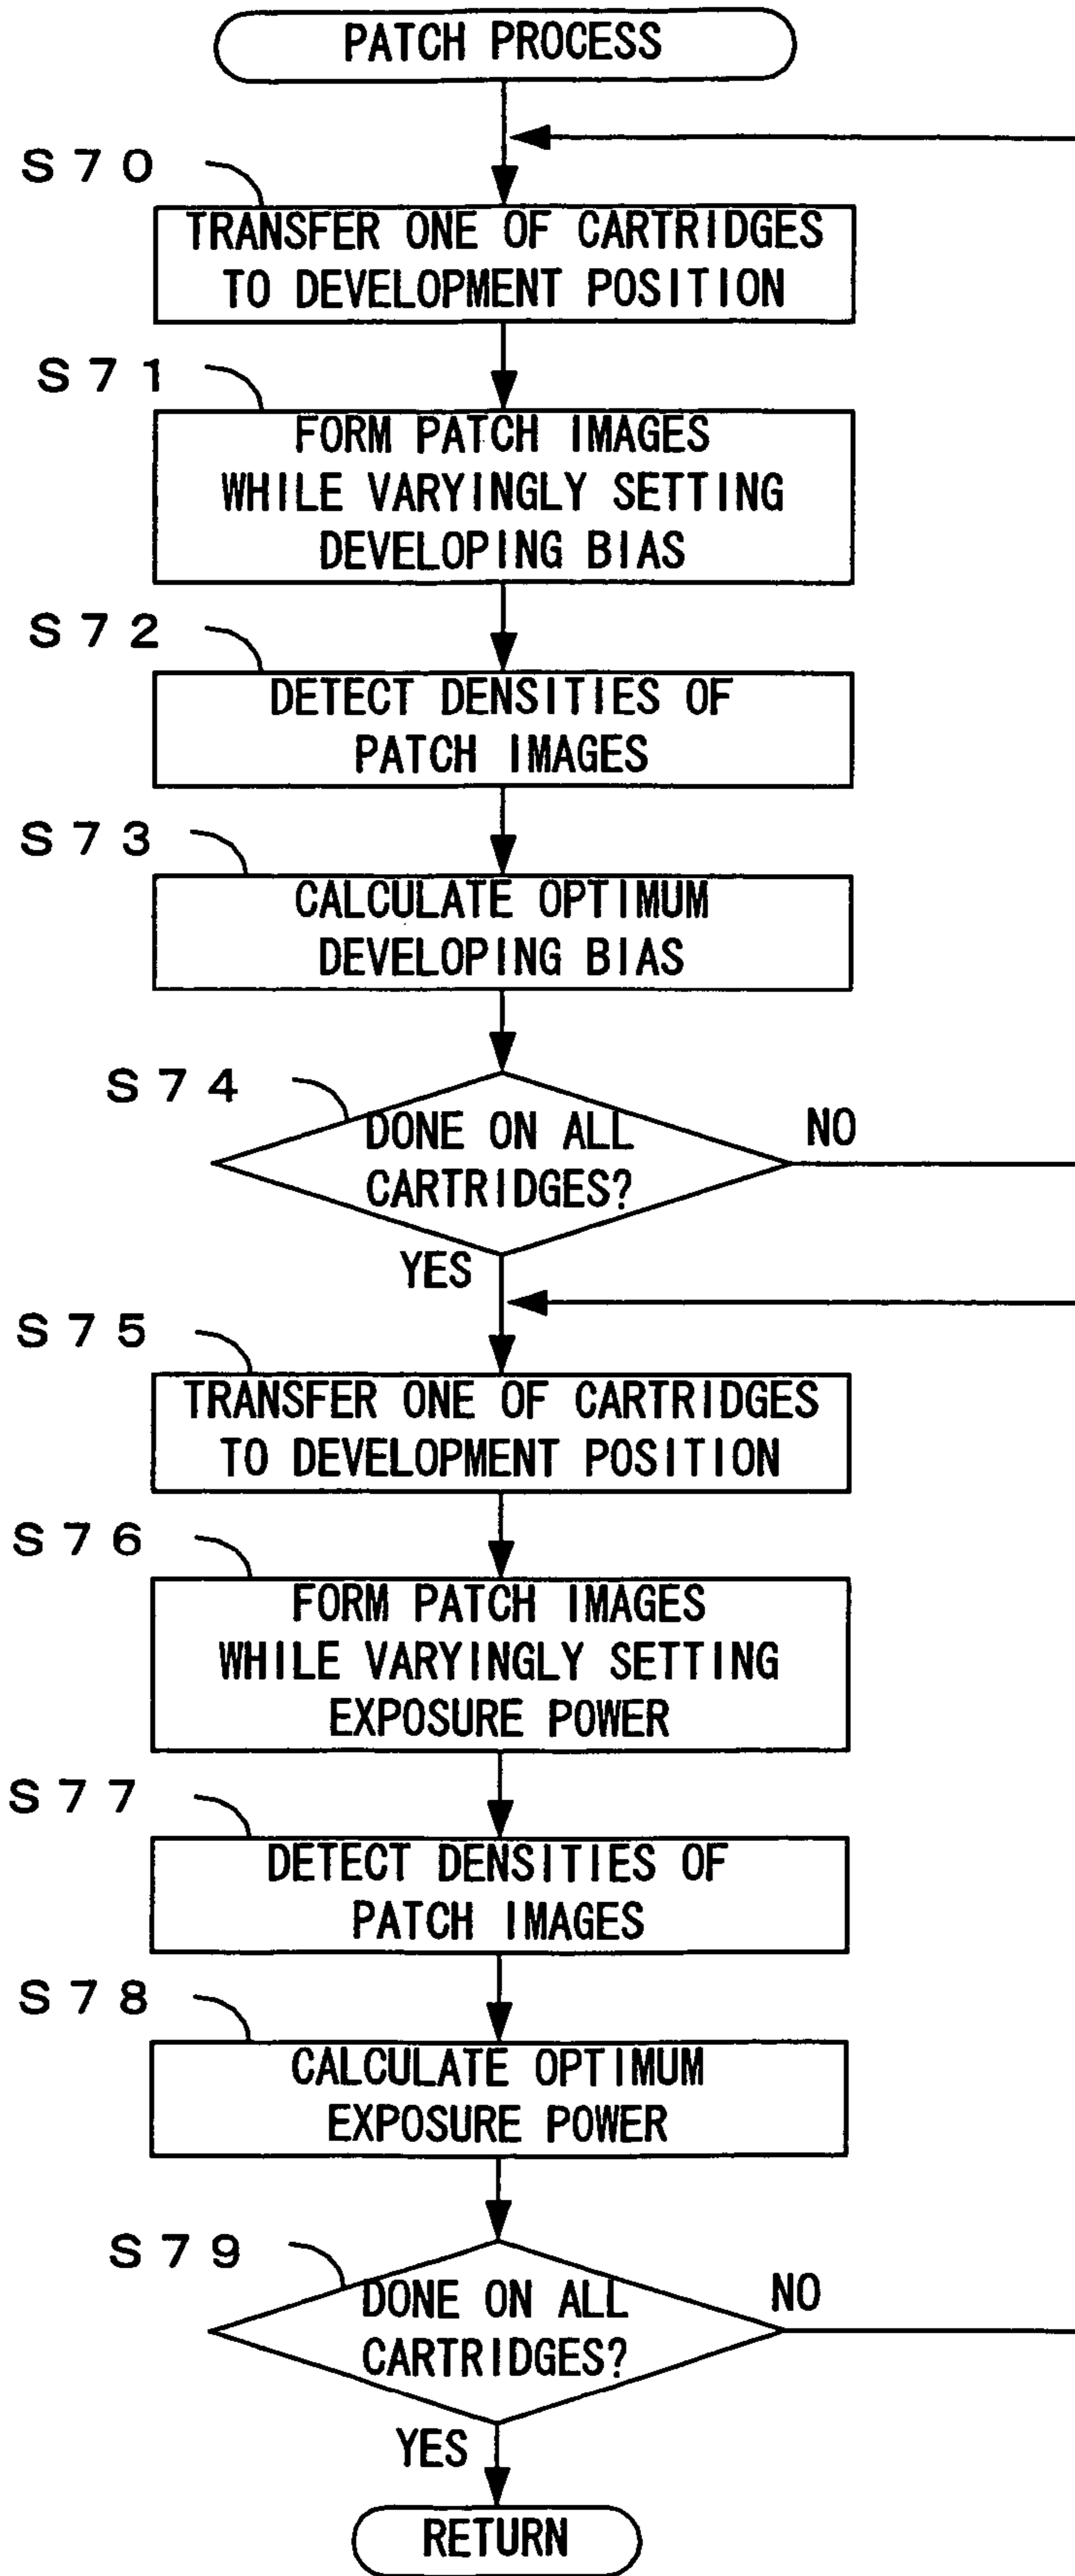 PATCH PROCESS
S70
TRANSFER ONE OF CARTRIDGES
TO DEVELOPMENT POSITION
S71
FORM PATCH IMAGES
WHILE VARYINGLY SETTING
DEVELOPING BIAS
S72
DETECT DENSITIES OF
PATCH IMAGES
S73
CALCULATE OPTIMUM
DEVELOPING BIAS
S74
DONE ON ALL
CARTRIDGES?
NO
YES
S75
TRANSFER ONE OF CARTRIDGES
TO DEVELOPMENT POSITION
S76
FORM PATCH IMAGES
WHILE VARYINGLY SETTING
EXPOSURE POWER
S77
DETECT DENSITIES OF
PATCH IMAGES
S78
CALCULATE OPTIMUM
EXPOSURE POWER
S79
DONE ON ALL
CARTRIDGES?
NO
YES
RETURN